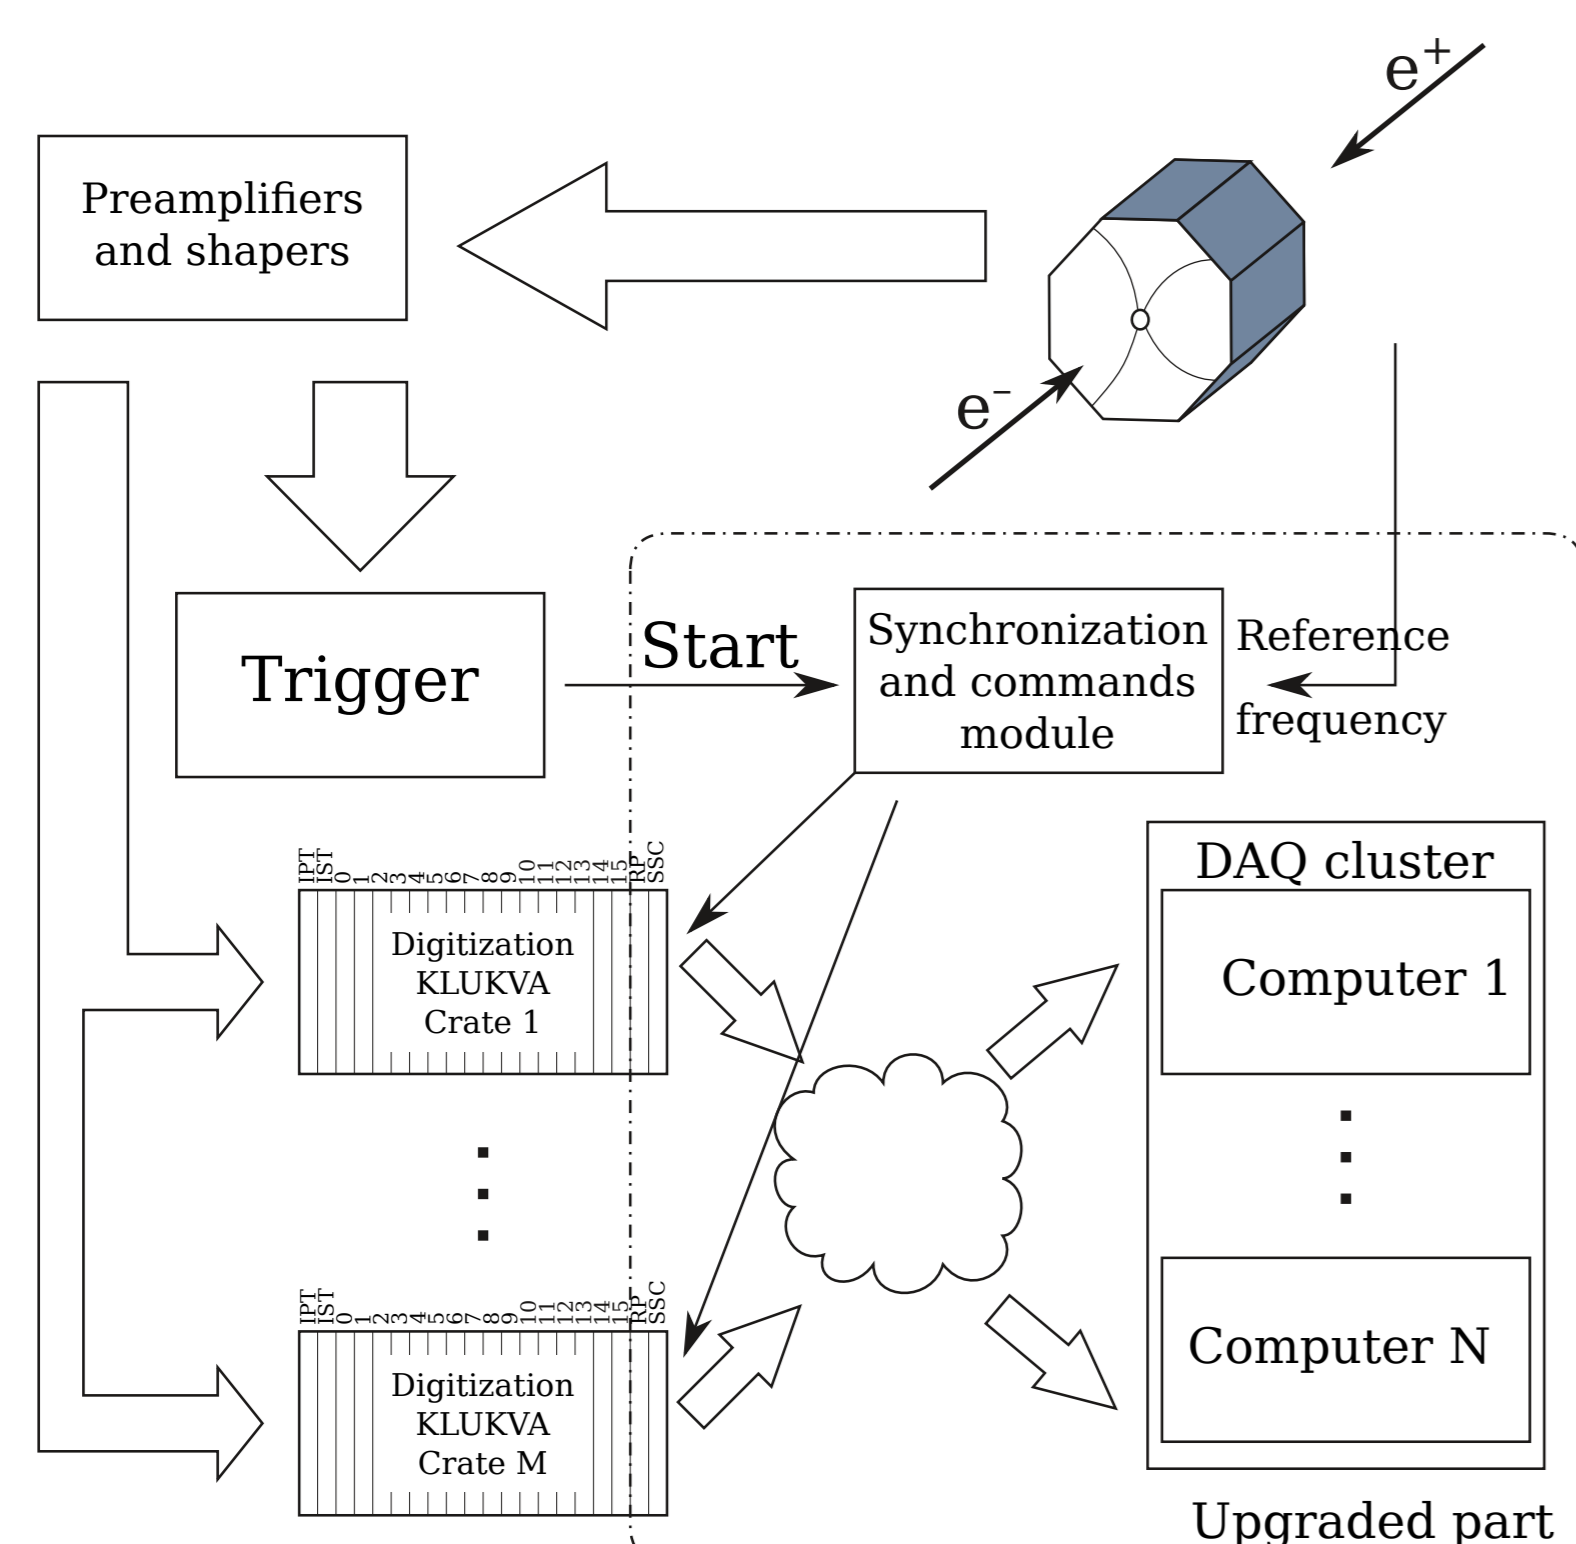 e+
Preamplifiers
and shapers
e–
Start
Synchronization
and commands
module
Reference
frequency
Trigger
IPT IST 0 1 2 3 4 5 6 7 8 9 10 11 12 13 14 15 RP SSC
DAQ cluster
Digitization
KLUKVA
Crate 1
Computer 1
IPT IST 0 1 2 3 4 5 6 7 8 9 10 11 12 13 14 15 RP SSC
Digitization
KLUKVA
Crate M
Computer N
Upgraded part